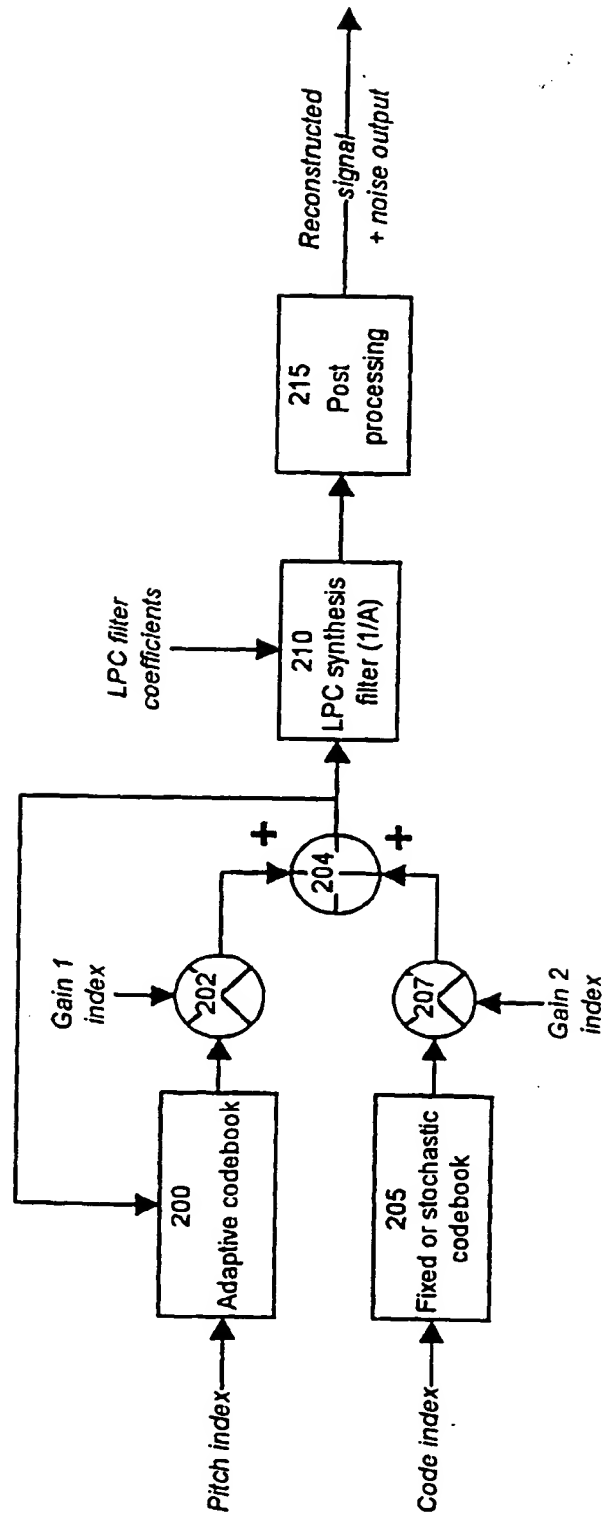 Pitch index
200
Adaptive codebook
Gain 1
index
202
+
204
+
Code index
205
Fixed or stochastic
codebook
207
Gain 2
index
LPC filter
coefficients
210
LPC synthesis
filter (1/A)
215
Post
processing
Reconstructed
signal
+ noise output